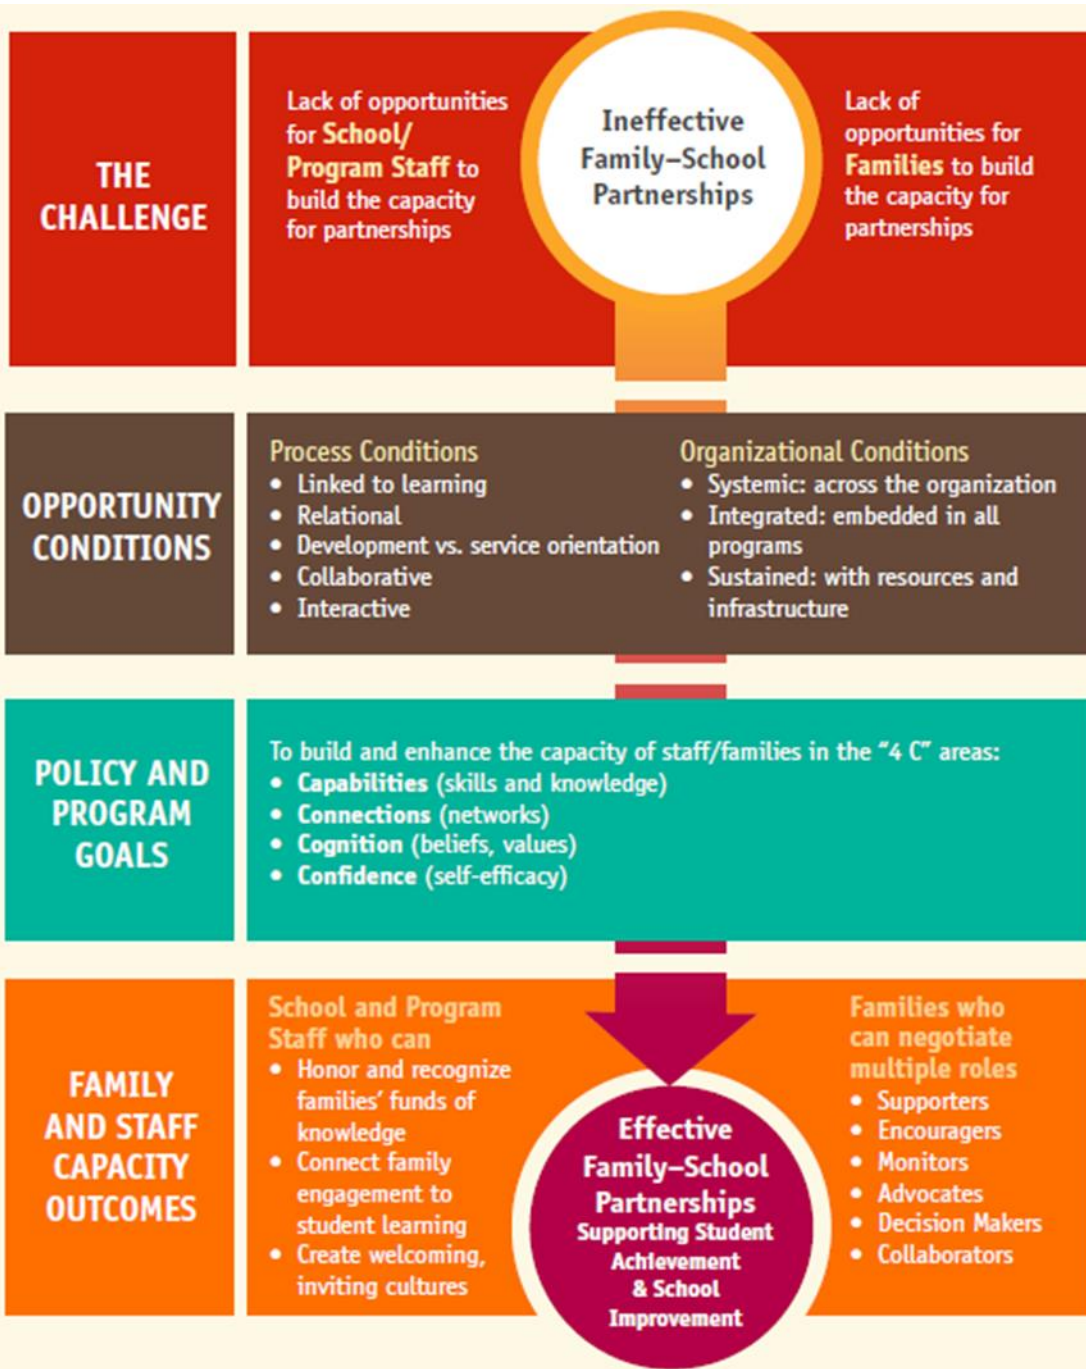 THE
CHALLENGE
Lack of opportunities
for School/
Program Staff to
build the capacity
for partnerships
Ineffective
Family–School
Partnerships
Lack of
opportunities for
Families to build
the capacity for
partnerships
OPPORTUNITY
CONDITIONS
Process Conditions
• Linked to learning
• Relational
• Development vs. service orientation
• Collaborative
• Interactive
Organizational Conditions
• Systemic: across the organization
• Integrated: embedded in all
programs
• Sustained: with resources and
infrastructure
POLICY AND
PROGRAM
GOALS
To build and enhance the capacity of staff/families in the “4 C” areas:
• Capabilities (skills and knowledge)
• Connections (networks)
• Cognition (beliefs, values)
• Confidence (self-efficacy)
FAMILY
AND STAFF
CAPACITY
OUTCOMES
School and Program
Staff who can
• Honor and recognize
families’ funds of
knowledge
• Connect family
engagement to
student learning
• Create welcoming,
inviting cultures
Effective
Family–School
Partnerships
Supporting Student
Achievement
& School
Improvement
Families who
can negotiate
multiple roles
• Supporters
• Encouragers
• Monitors
• Advocates
• Decision Makers
• Collaborators